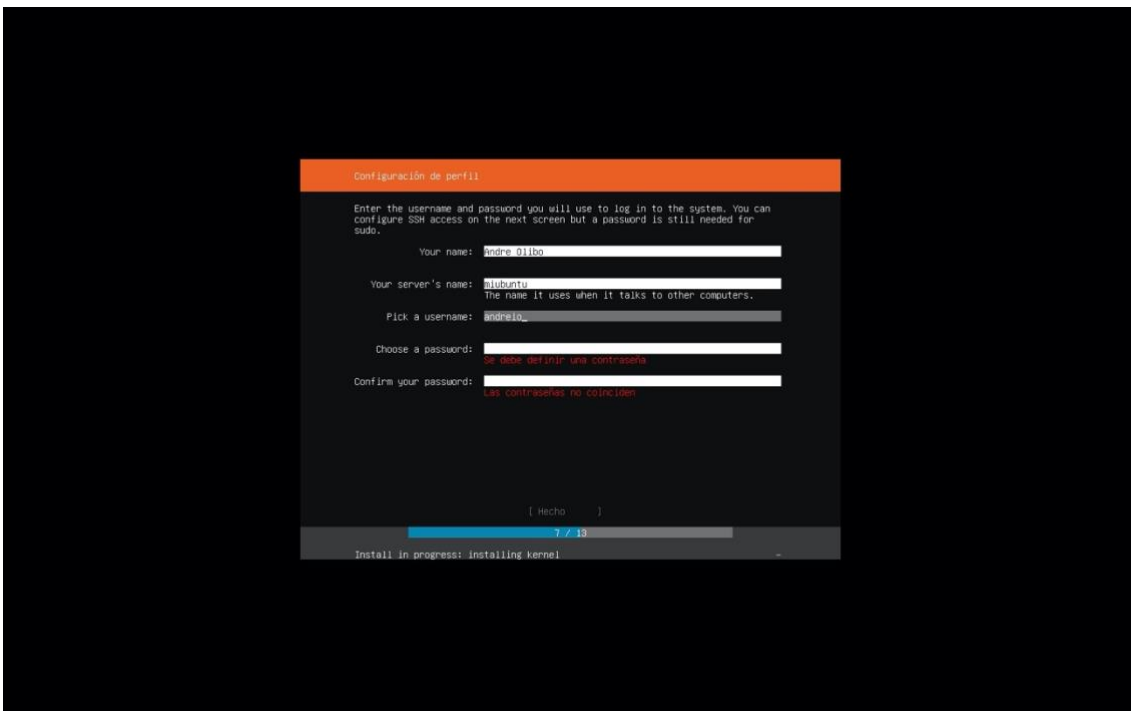 Configuración de perfil
Enter the username and password you will use to log in to the system. You can
configure SSH access on the next screen but a password is still needed for
sudo.
Your name: Andre Olibo
Your server's name: miubuntu
The name it uses when it talks to other computers.
Pick a username: andreio_
Choose a password:
Se debe definir una contraseña
Confirm your password:
Las contraseñas no coinciden
[ Hecho ]
7 / 13
Install in progress: installing kernel -